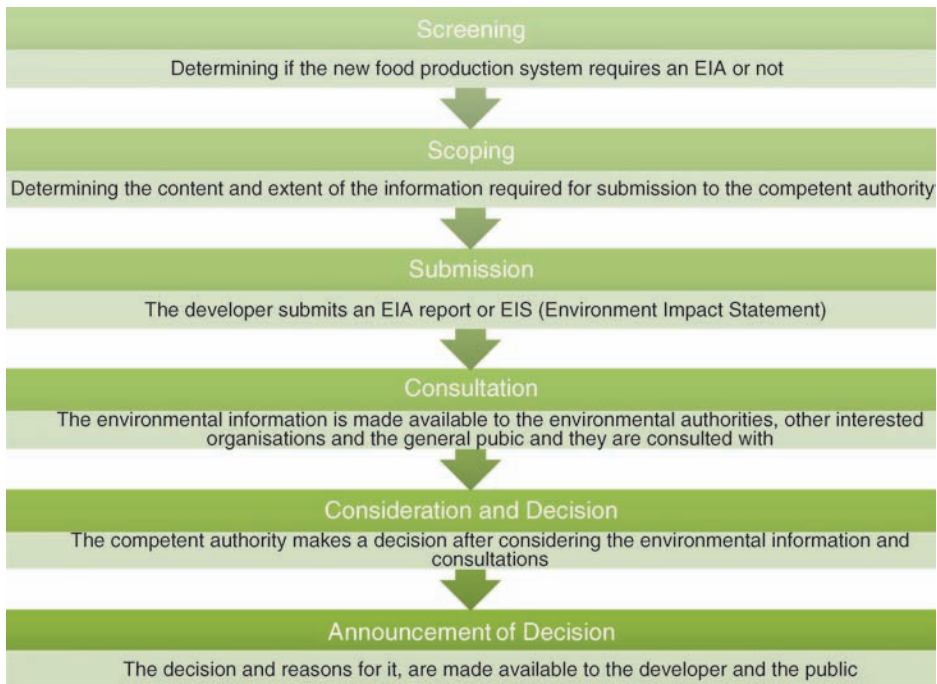 Screening
Determining if the new food production system requires an EIA or not
Scoping
Determining the content and extent of the information required for submission to the competent authority
Submission
The developer submits an EIA report or EIS (Environment Impact Statement)
Consultation
The environmental information is made available to the environmental authorities, other interested
organisations and the general pubic and they are consulted with
Consideration and Decision
The competent authority makes a decision after considering the environmental information and
consultations
Announcement of Decision
The decision and reasons for it, are made available to the developer and the public